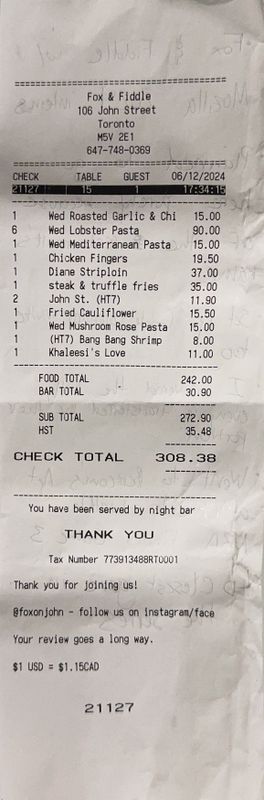 ================================
Fox & Fiddle
106 John Street
Toronto
M5V 2E1
647-748-0369
================================
CHECK TABLE GUEST 06/12/2024
21127 15 1 17:34:15
1 Wed Roasted Garlic & Chi 15.00
6 Wed Lobster Pasta 90.00
1 Wed Mediterranean Pasta 15.00
1 Chicken Fingers 19.50
1 Diane Striploin 37.00
1 steak & truffle fries 35.00
2 John St. (HT7) 11.90
1 Fried Cauliflower 15.50
1 Wed Mushroom Rose Pasta 15.00
1 (HT7) Bang Bang Shrimp 8.00
1 Khaleesi's Love 11.00
FOOD TOTAL 242.00
BAR TOTAL 30.90
SUB TOTAL 272.90
HST 35.48
CHECK TOTAL 308.38
You have been served by night bar
THANK YOU
Tax Number 773913488RT0001
Thank you for joining us!
@foxonjohn - follow us on instagram/face
Your review goes a long way.
$1 USD = $1.15CAD
21127